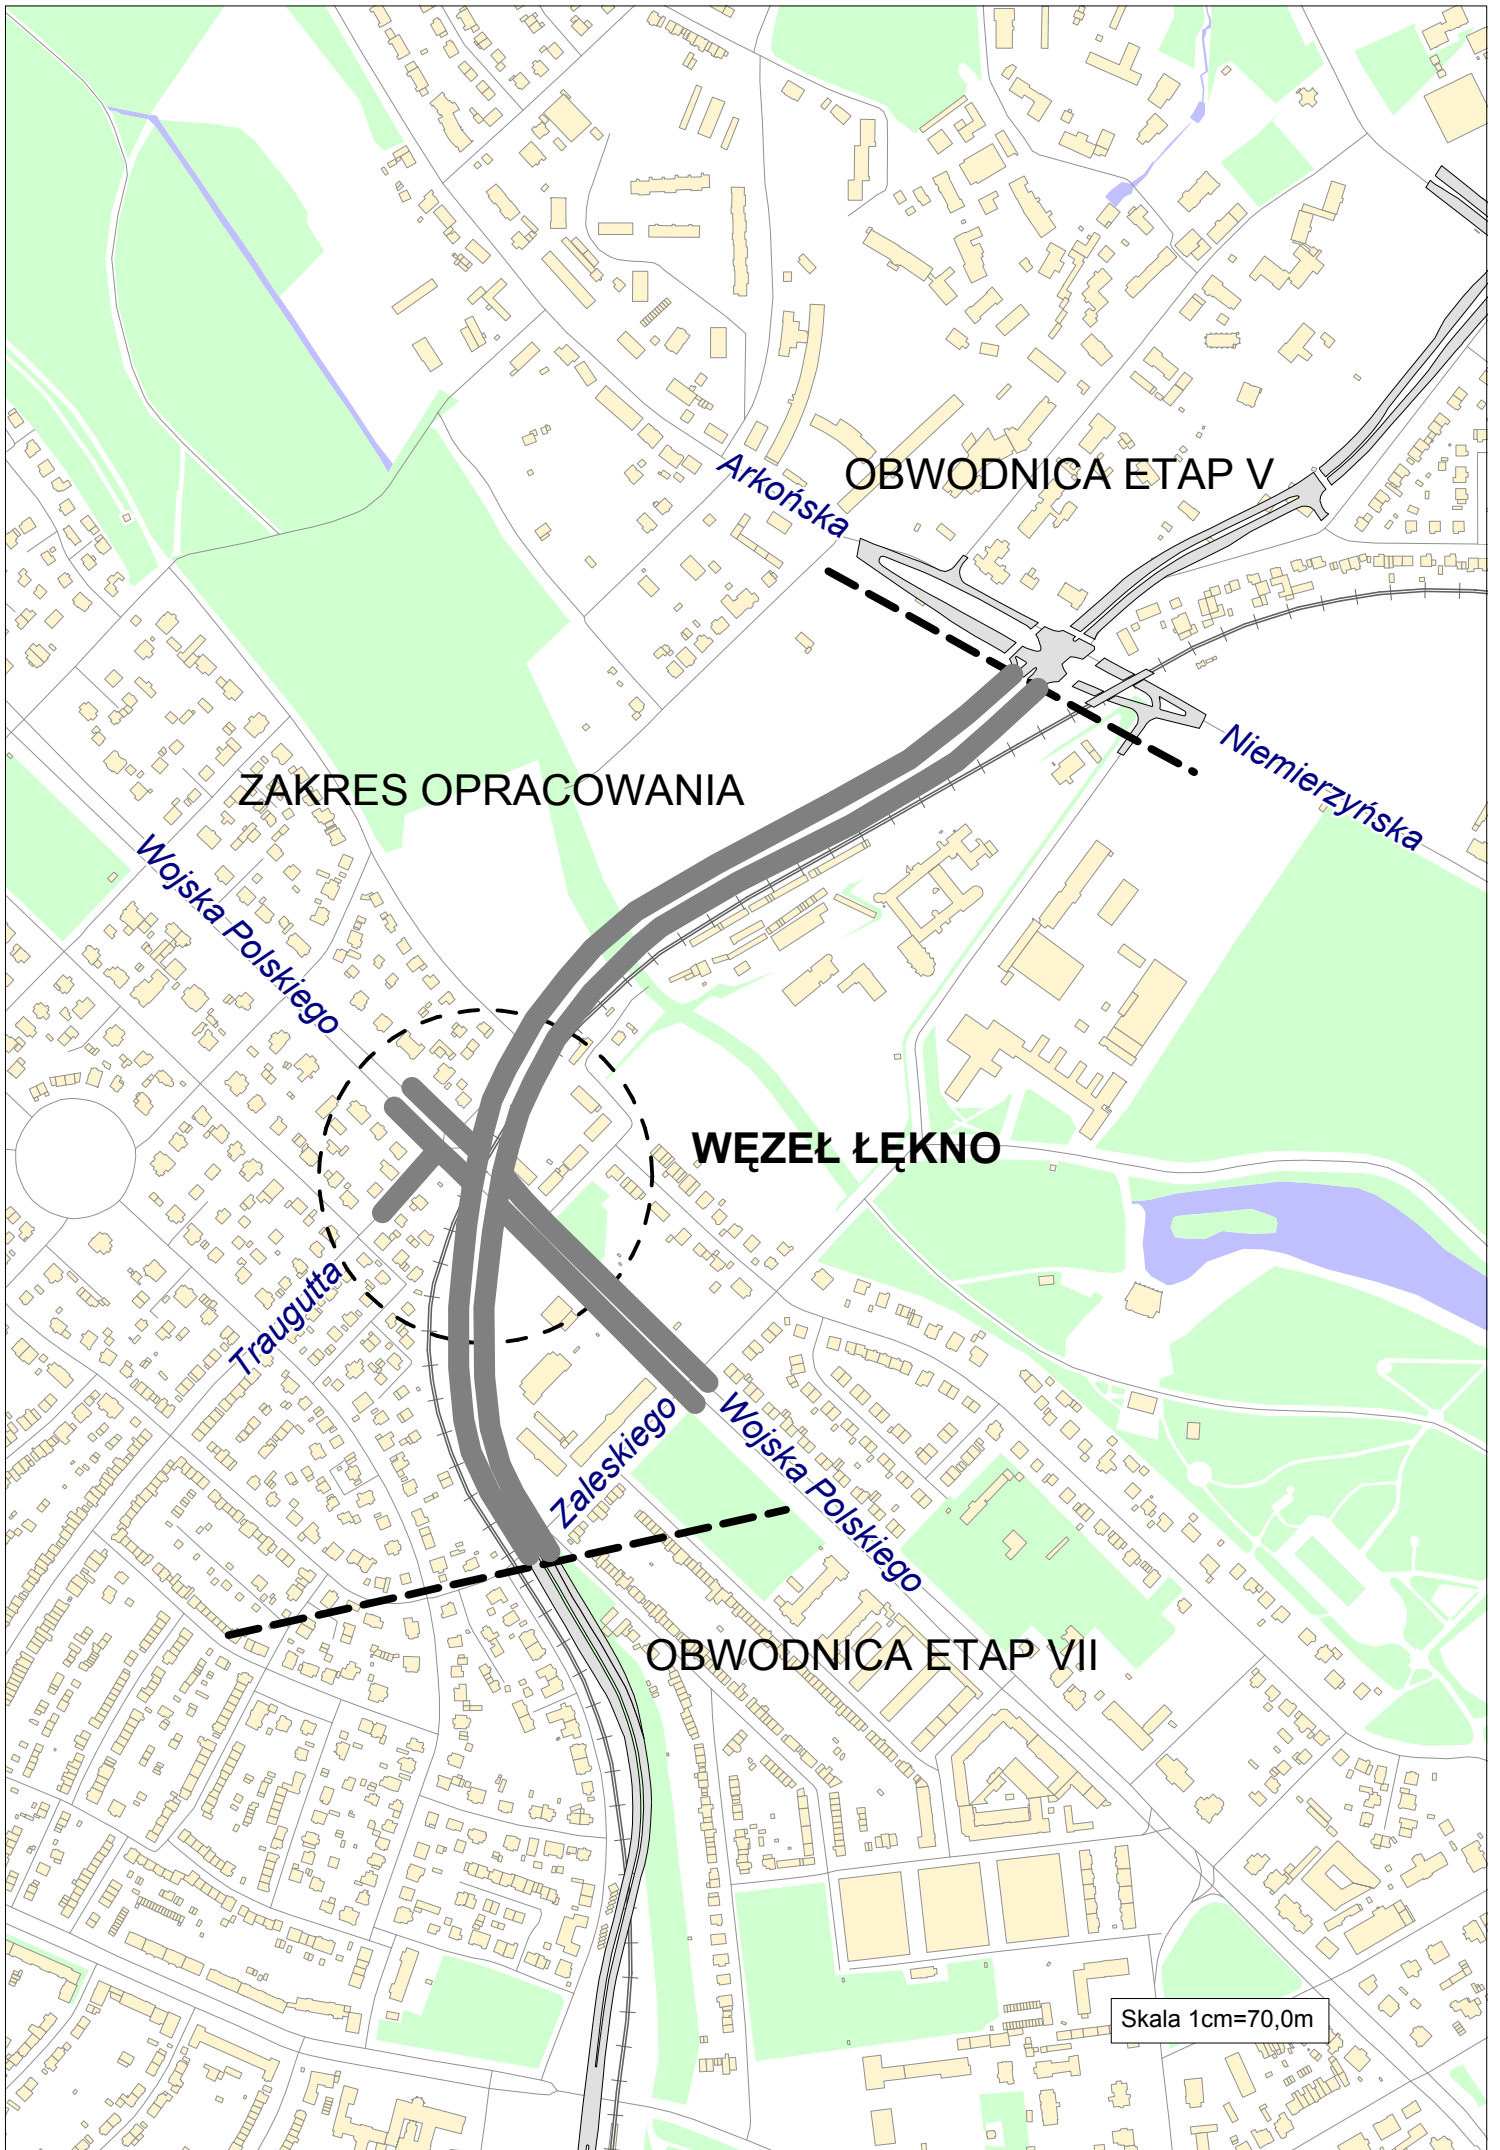 OBWODNICA ETAP V
Arkońska
Niemierzyńska
ZAKRES OPRACOWANIA
Wojska Polskiego
WĘZEŁ ŁĘKNO
Traugutta
Zaleskiego
Wojska Polskiego
OBWODNICA ETAP VII
Skala 1cm=70,0m